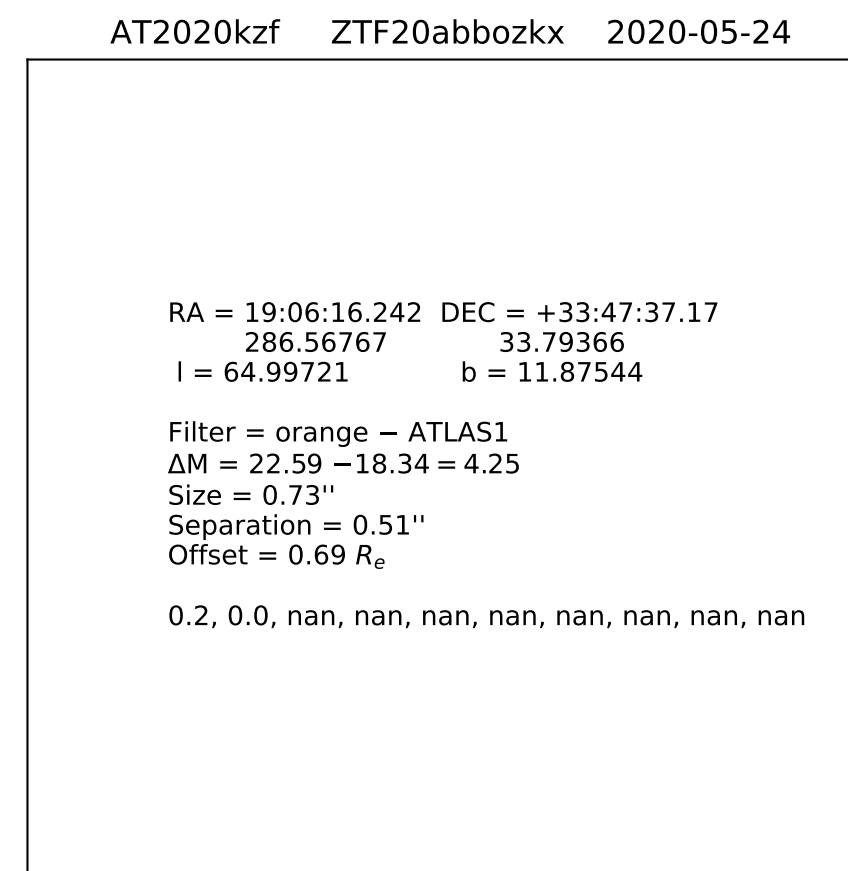 AT2020kzf ZTF20abbozkx 2020-05-24
RA = 19:06:16.242 DEC = +33:47:37.17
286.56767 33.79366
l = 64.99721 b = 11.87544
Filter = orange − ATLAS1
ΔM = 22.59 −18.34 = 4.25
Size = 0.73''
Separation = 0.51''
Offset = 0.69 Re
0.2, 0.0, nan, nan, nan, nan, nan, nan, nan, nan